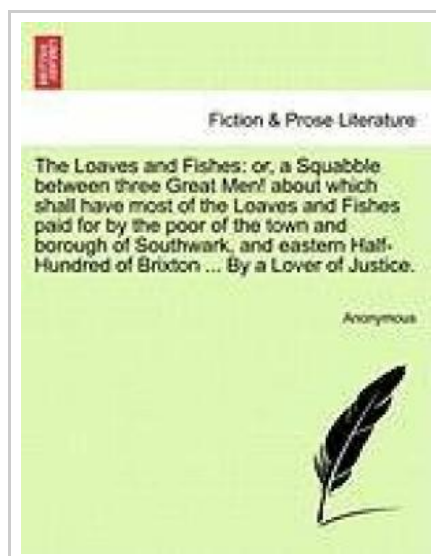 Fiction & Prose Literature
The Loaves and Fishes: or, a Squabble
between three Great Men! about which
shall have most of the Loaves and Fishes
paid for by the poor of the town and
borough of Southwark, and eastern Half-
Hundred of Brixton ... By a Lover of Justice.
Anonymous